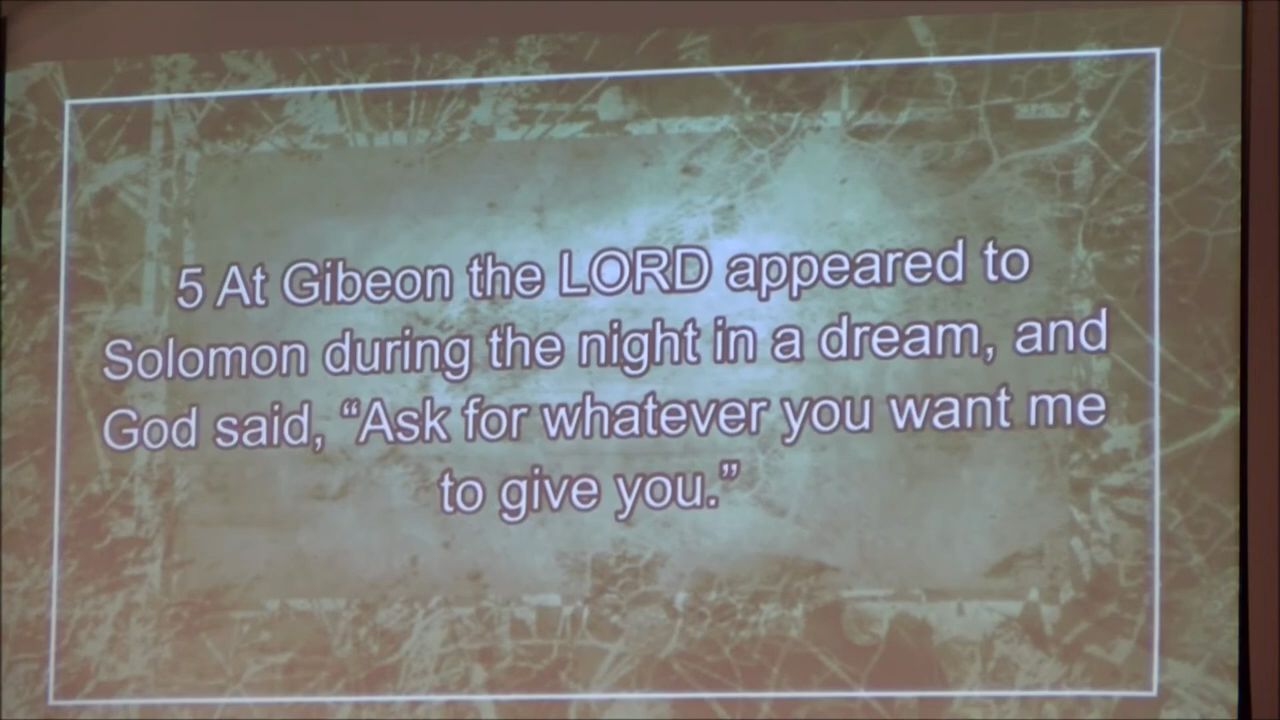 5 At Gibeon the LORD appeared to
Solomon during the night in a dream, and
God said, “Ask for whatever you want me
to give you.”